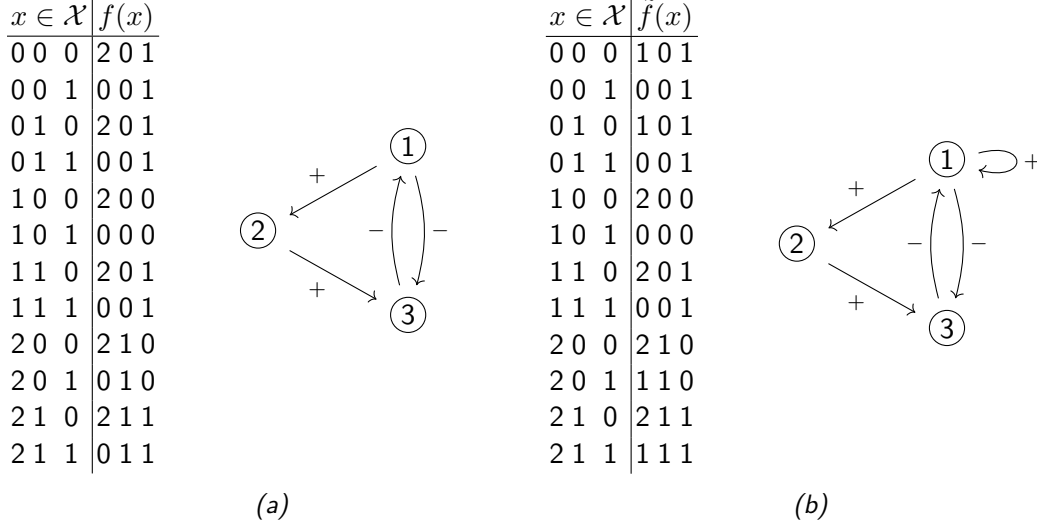 x ∈ 𝒳 f(x)
0 0 0 2 0 1
0 0 1 0 0 1
0 1 0 2 0 1
0 1 1 0 0 1
1 0 0 2 0 0
1 0 1 0 0 0
1 1 0 2 0 1
1 1 1 0 0 1
2 0 0 2 1 0
2 0 1 0 1 0
2 1 0 2 1 1
2 1 1 0 1 1
1
+
2
− −
+
3
(a)
x ∈ 𝒳 f̃(x)
0 0 0 1 0 1
0 0 1 0 0 1
0 1 0 1 0 1
0 1 1 0 0 1
1 0 0 2 0 0
1 0 1 0 0 0
1 1 0 2 0 1
1 1 1 0 0 1
2 0 0 2 1 0
2 0 1 1 1 0
2 1 0 2 1 1
2 1 1 1 1 1
1 +
+
2
− −
+
3
(b)